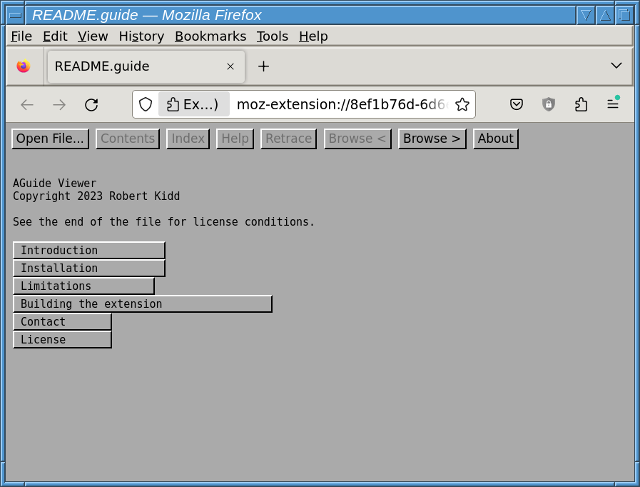 README.guide — Mozilla Firefox
File Edit View History Bookmarks Tools Help
README.guide × +
Ex…) moz-extension://8ef1b76d-6d6
Open File... Contents Index Help Retrace Browse < Browse > About
AGuide Viewer
Copyright 2023 Robert Kidd
See the end of the file for license conditions.
Introduction
Installation
Limitations
Building the extension
Contact
License